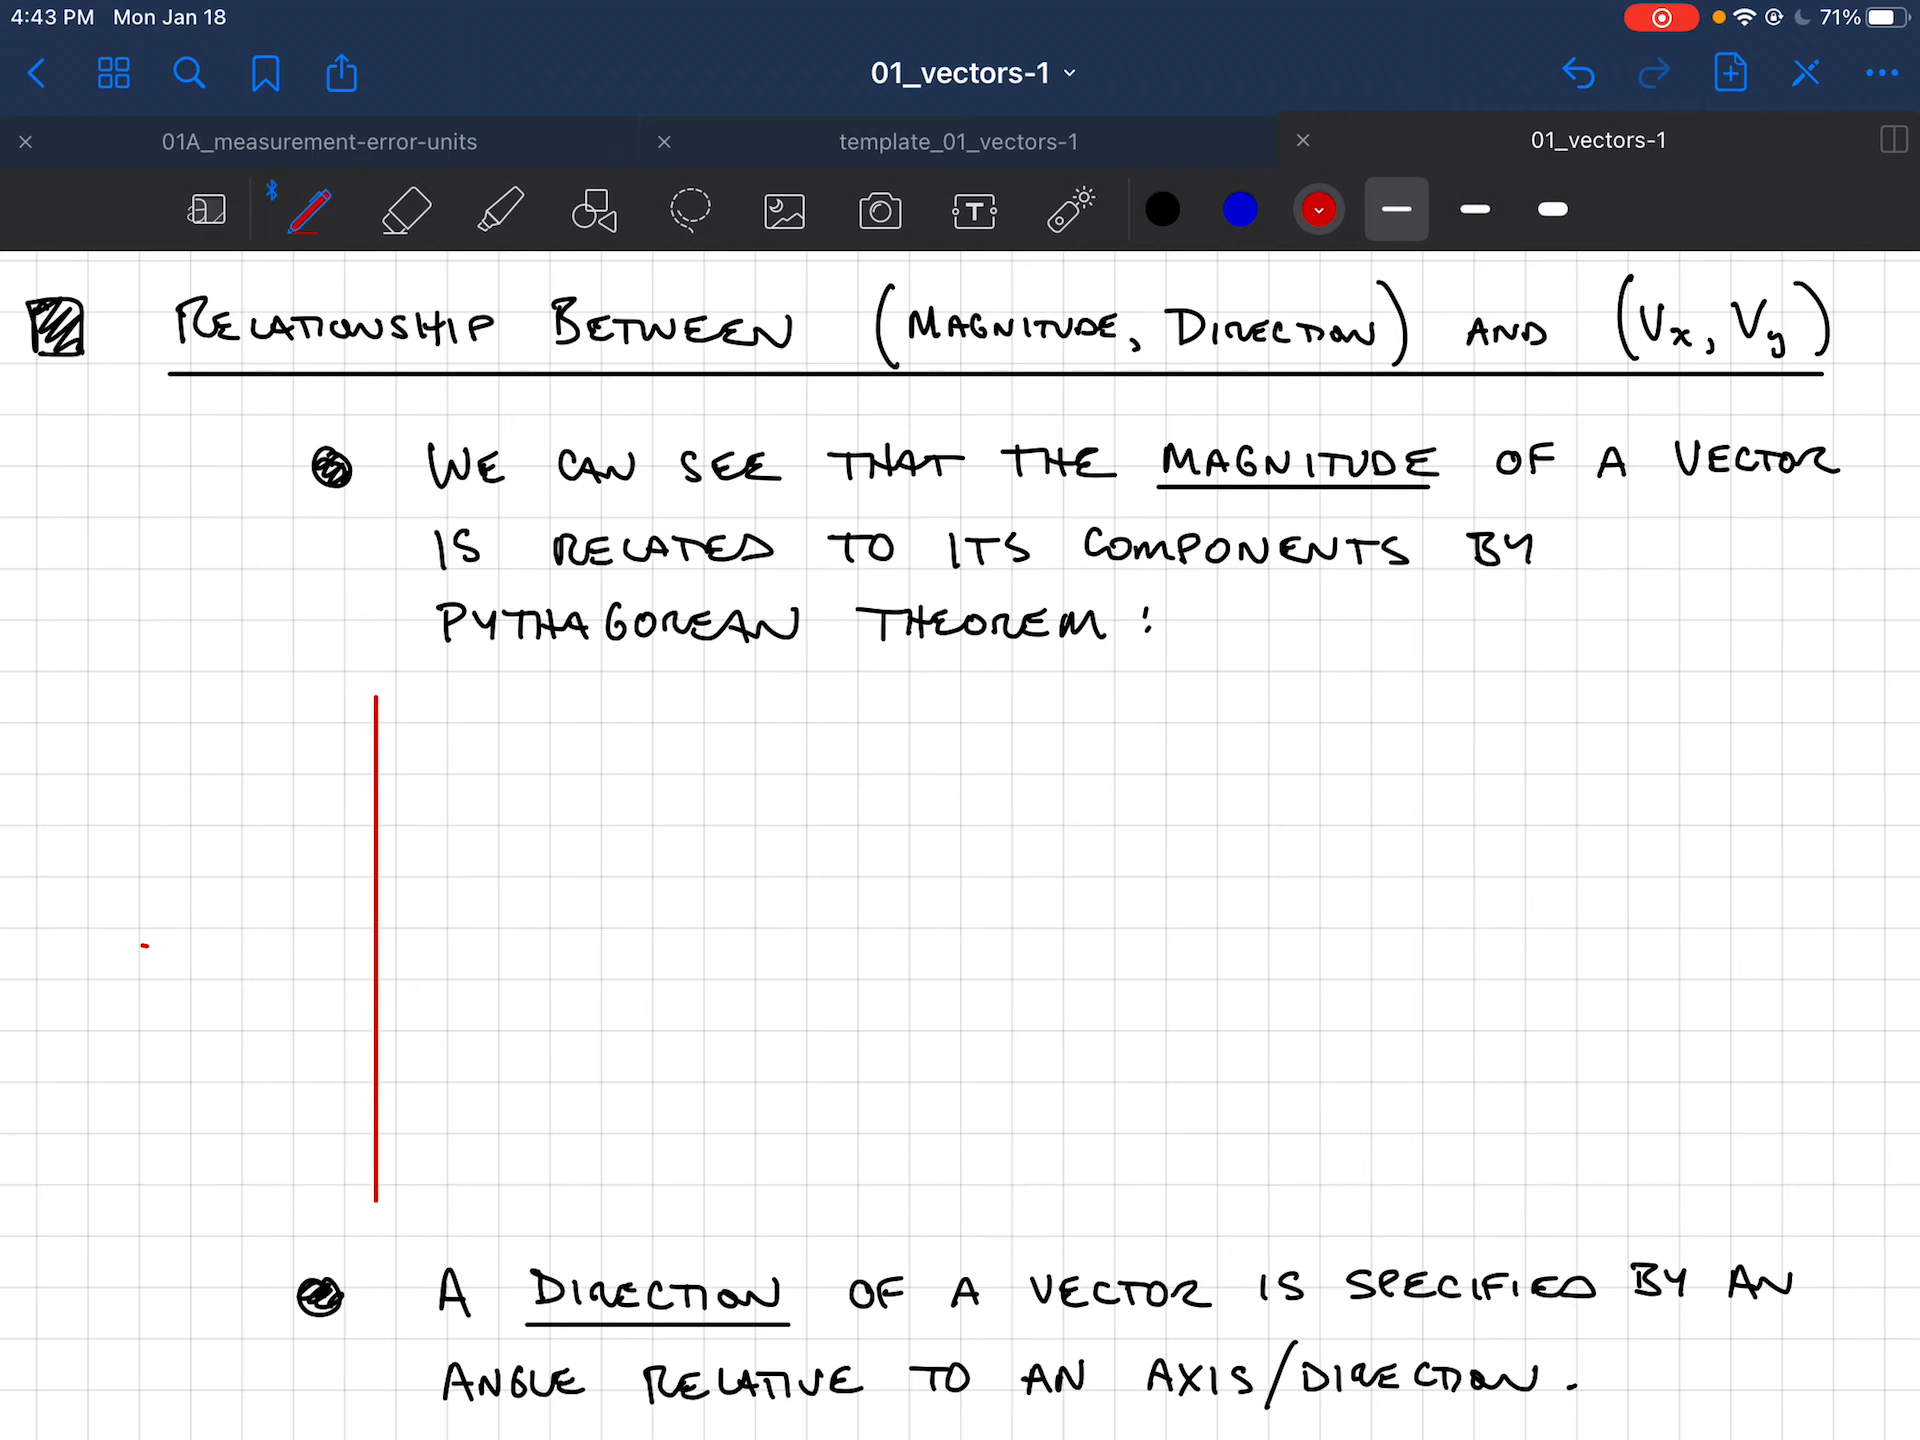 4:43 PM Mon Jan 18 71%
01_vectors-1
01A_measurement-error-units template_01_vectors-1 01_vectors-1
RELATIONSHIP BETWEEN (MAGNITUDE, DIRECTION) AND (Vx, Vy)
WE CAN SEE THAT THE MAGNITUDE OF A VECTOR
IS RELATED TO ITS COMPONENTS BY
PYTHAGOREAN THEOREM:
A DIRECTION OF A VECTOR IS SPECIFIED BY AN
ANGLE RELATIVE TO AN AXIS/DIRECTION.